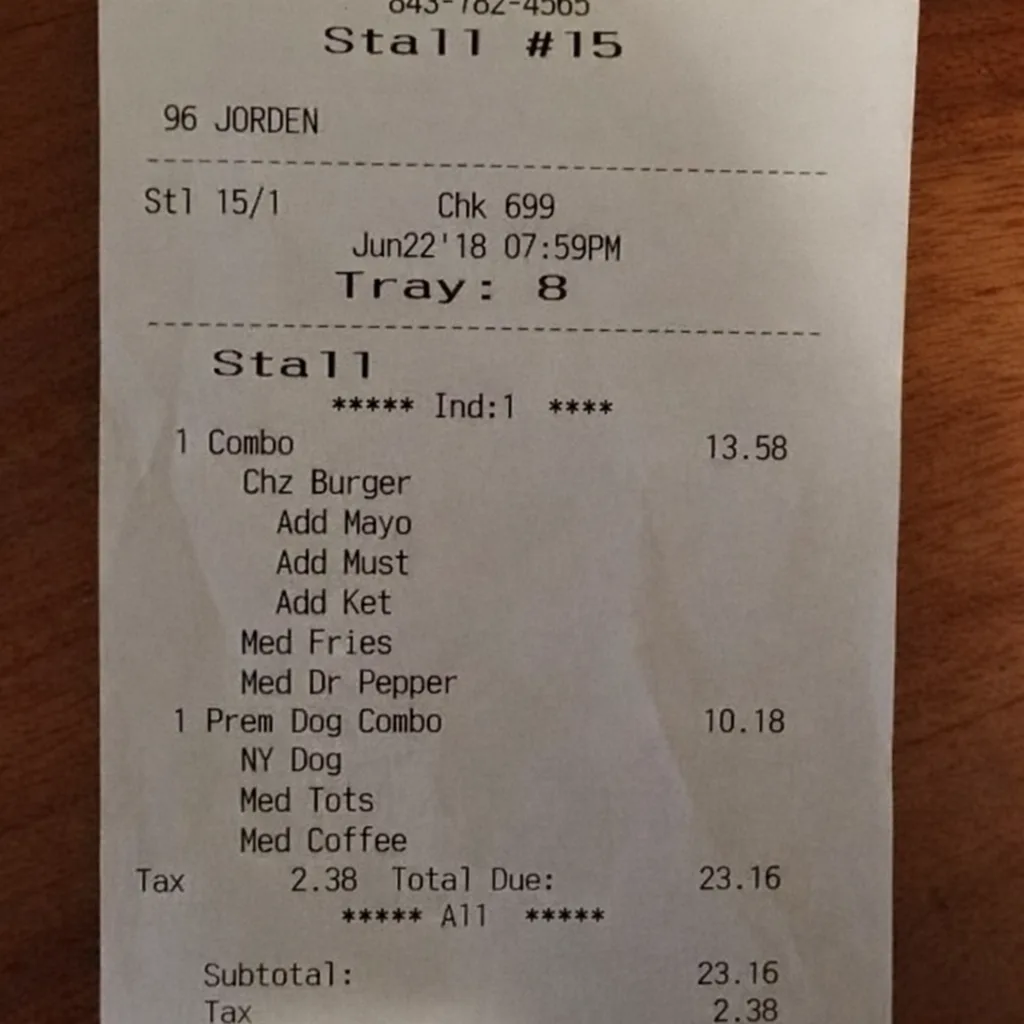 843-782-4565
Stall #15
96 JORDEN
Stl 15/1 Chk 699
Jun22'18 07:59PM
Tray: 8
Stall
***** Ind:1 ****
1 Combo 13.58
Chz Burger
Add Mayo
Add Must
Add Ket
Med Fries
Med Dr Pepper
1 Prem Dog Combo 10.18
NY Dog
Med Tots
Med Coffee
Tax 2.38 Total Due: 23.16
***** All *****
Subtotal: 23.16
Tax 2.38